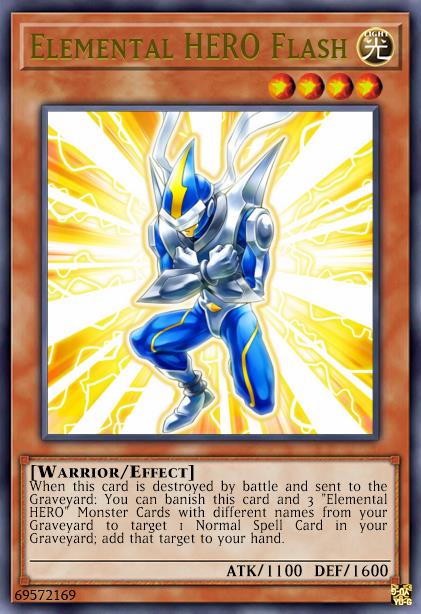 Elemental HERO Flash
LIGHT
光
[Warrior/Effect]
When this card is destroyed by battle and sent to the
Graveyard: You can banish this card and 3 "Elemental
HERO" Monster Cards with different names from your
Graveyard to target 1 Normal Spell Card in your
Graveyard; add that target to your hand.
ATK/1100 DEF/1600
69572169